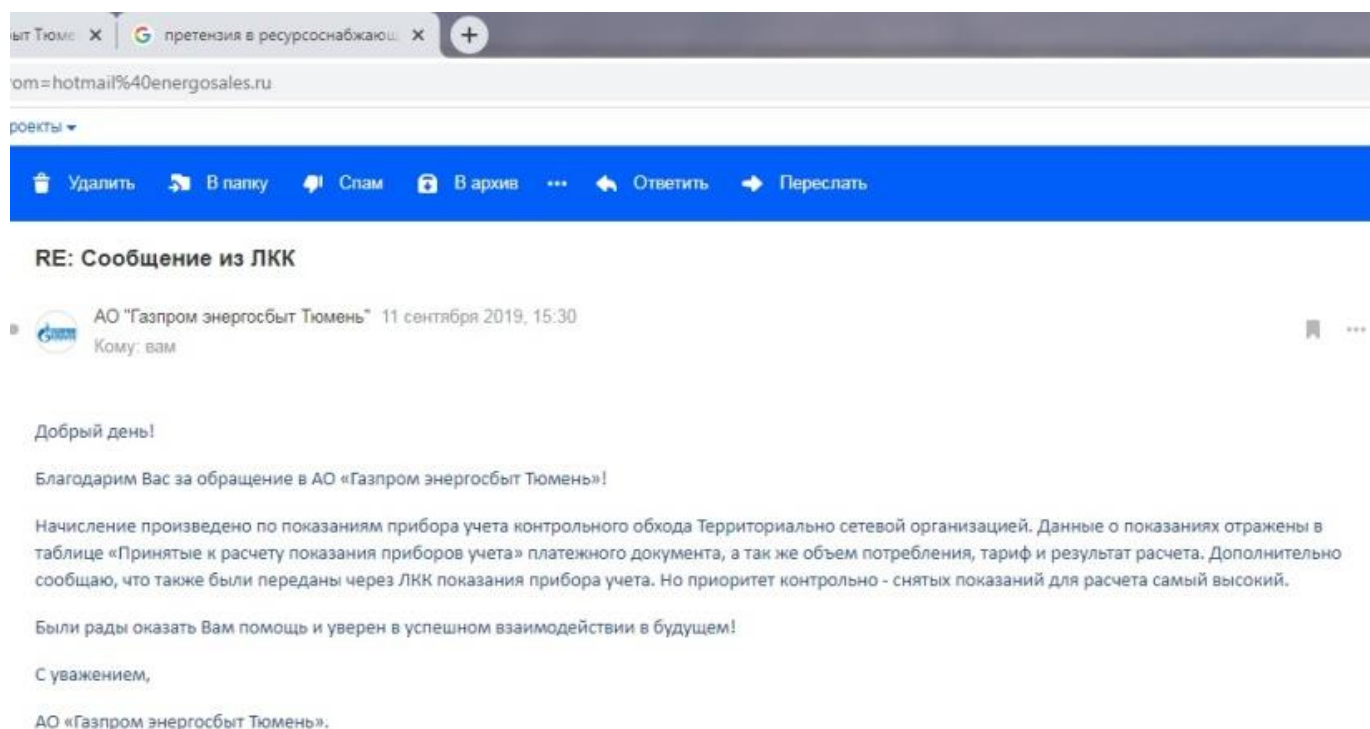 ыт Тюме
претензия в ресурсоснабжающ
om=hotmail%40energosales.ru
роекты
Удалить В папку Спам В архив ... Ответить Переслать
RE: Сообщение из ЛКК
АО "Газпром энергосбыт Тюмень" 11 сентября 2019, 15:30
Кому: вам
Добрый день!
Благодарим Вас за обращение в АО «Газпром энергосбыт Тюмень»!
Начисление произведено по показаниям прибора учета контрольного обхода Территориально сетевой организацией. Данные о показаниях отражены в
таблице «Принятые к расчету показания приборов учета» платежного документа, а так же объем потребления, тариф и результат расчета. Дополнительно
сообщаю, что также были переданы через ЛКК показания прибора учета. Но приоритет контрольно - снятых показаний для расчета самый высокий.
Были рады оказать Вам помощь и уверен в успешном взаимодействии в будущем!
С уважением,
АО «Газпром энергосбыт Тюмень».